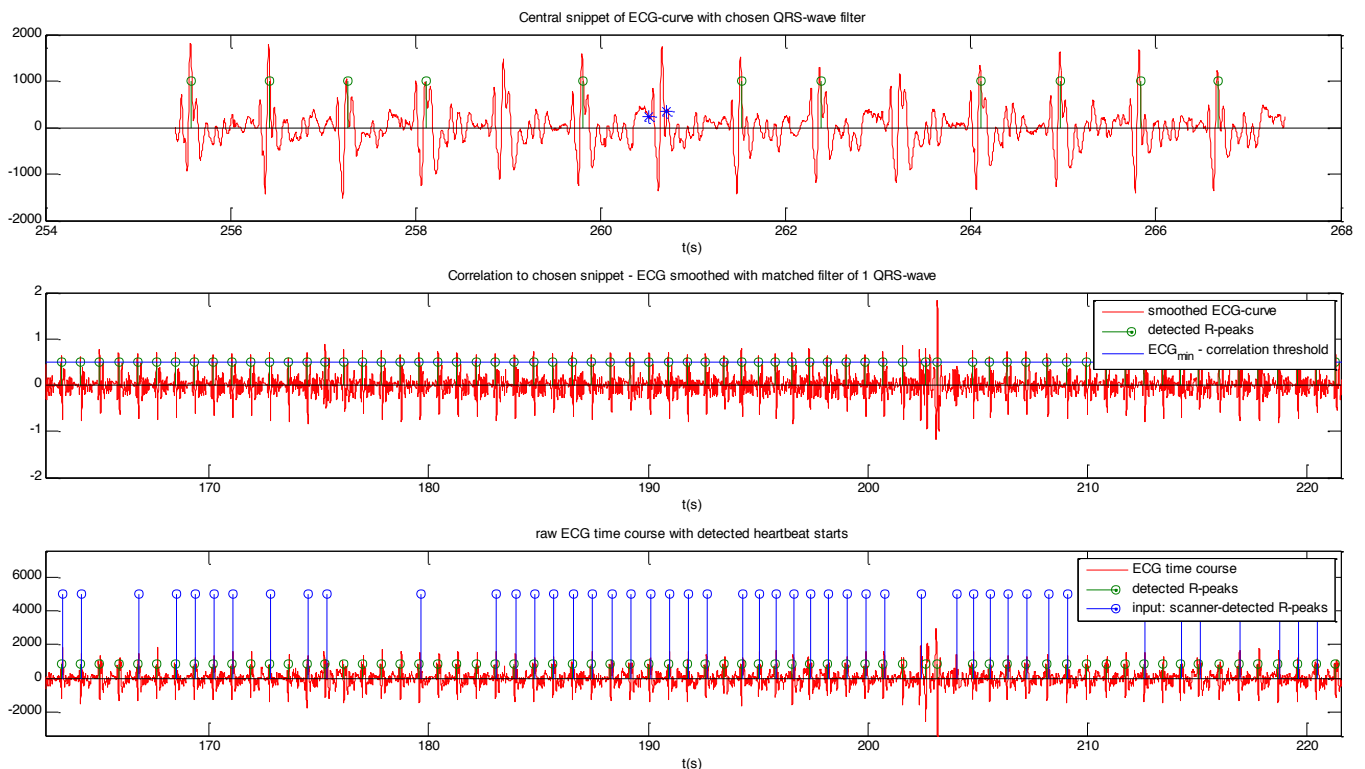 Central snippet of ECG-curve with chosen QRS-wave filter
2000
1000
0
-1000
-2000
254 256 258 260 262 264 266 268
t(s)
Correlation to chosen snippet - ECG smoothed with matched filter of 1 QRS-wave
2
1
0
-1
-2
smoothed ECG-curve
detected R-peaks
ECGmin - correlation threshold
170 180 190 200 210 220
t(s)
raw ECG time course with detected heartbeat starts
6000
4000
2000
0
-2000
ECG time course
detected R-peaks
input: scanner-detected R-peaks
170 180 190 200 210 220
t(s)